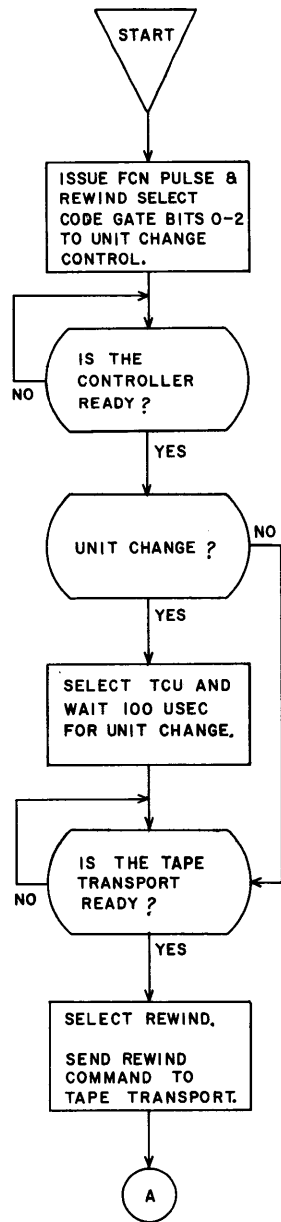 START
ISSUE FCN PULSE &
REWIND SELECT
CODE GATE BITS 0-2
TO UNIT CHANGE
CONTROL.
IS THE
CONTROLLER
READY?
NO
YES
UNIT CHANGE?
NO
YES
SELECT TCU AND
WAIT 100 USEC
FOR UNIT CHANGE.
IS THE TAPE
TRANSPORT
READY?
NO
YES
SELECT REWIND.
SEND REWIND
COMMAND TO
TAPE TRANSPORT.
A